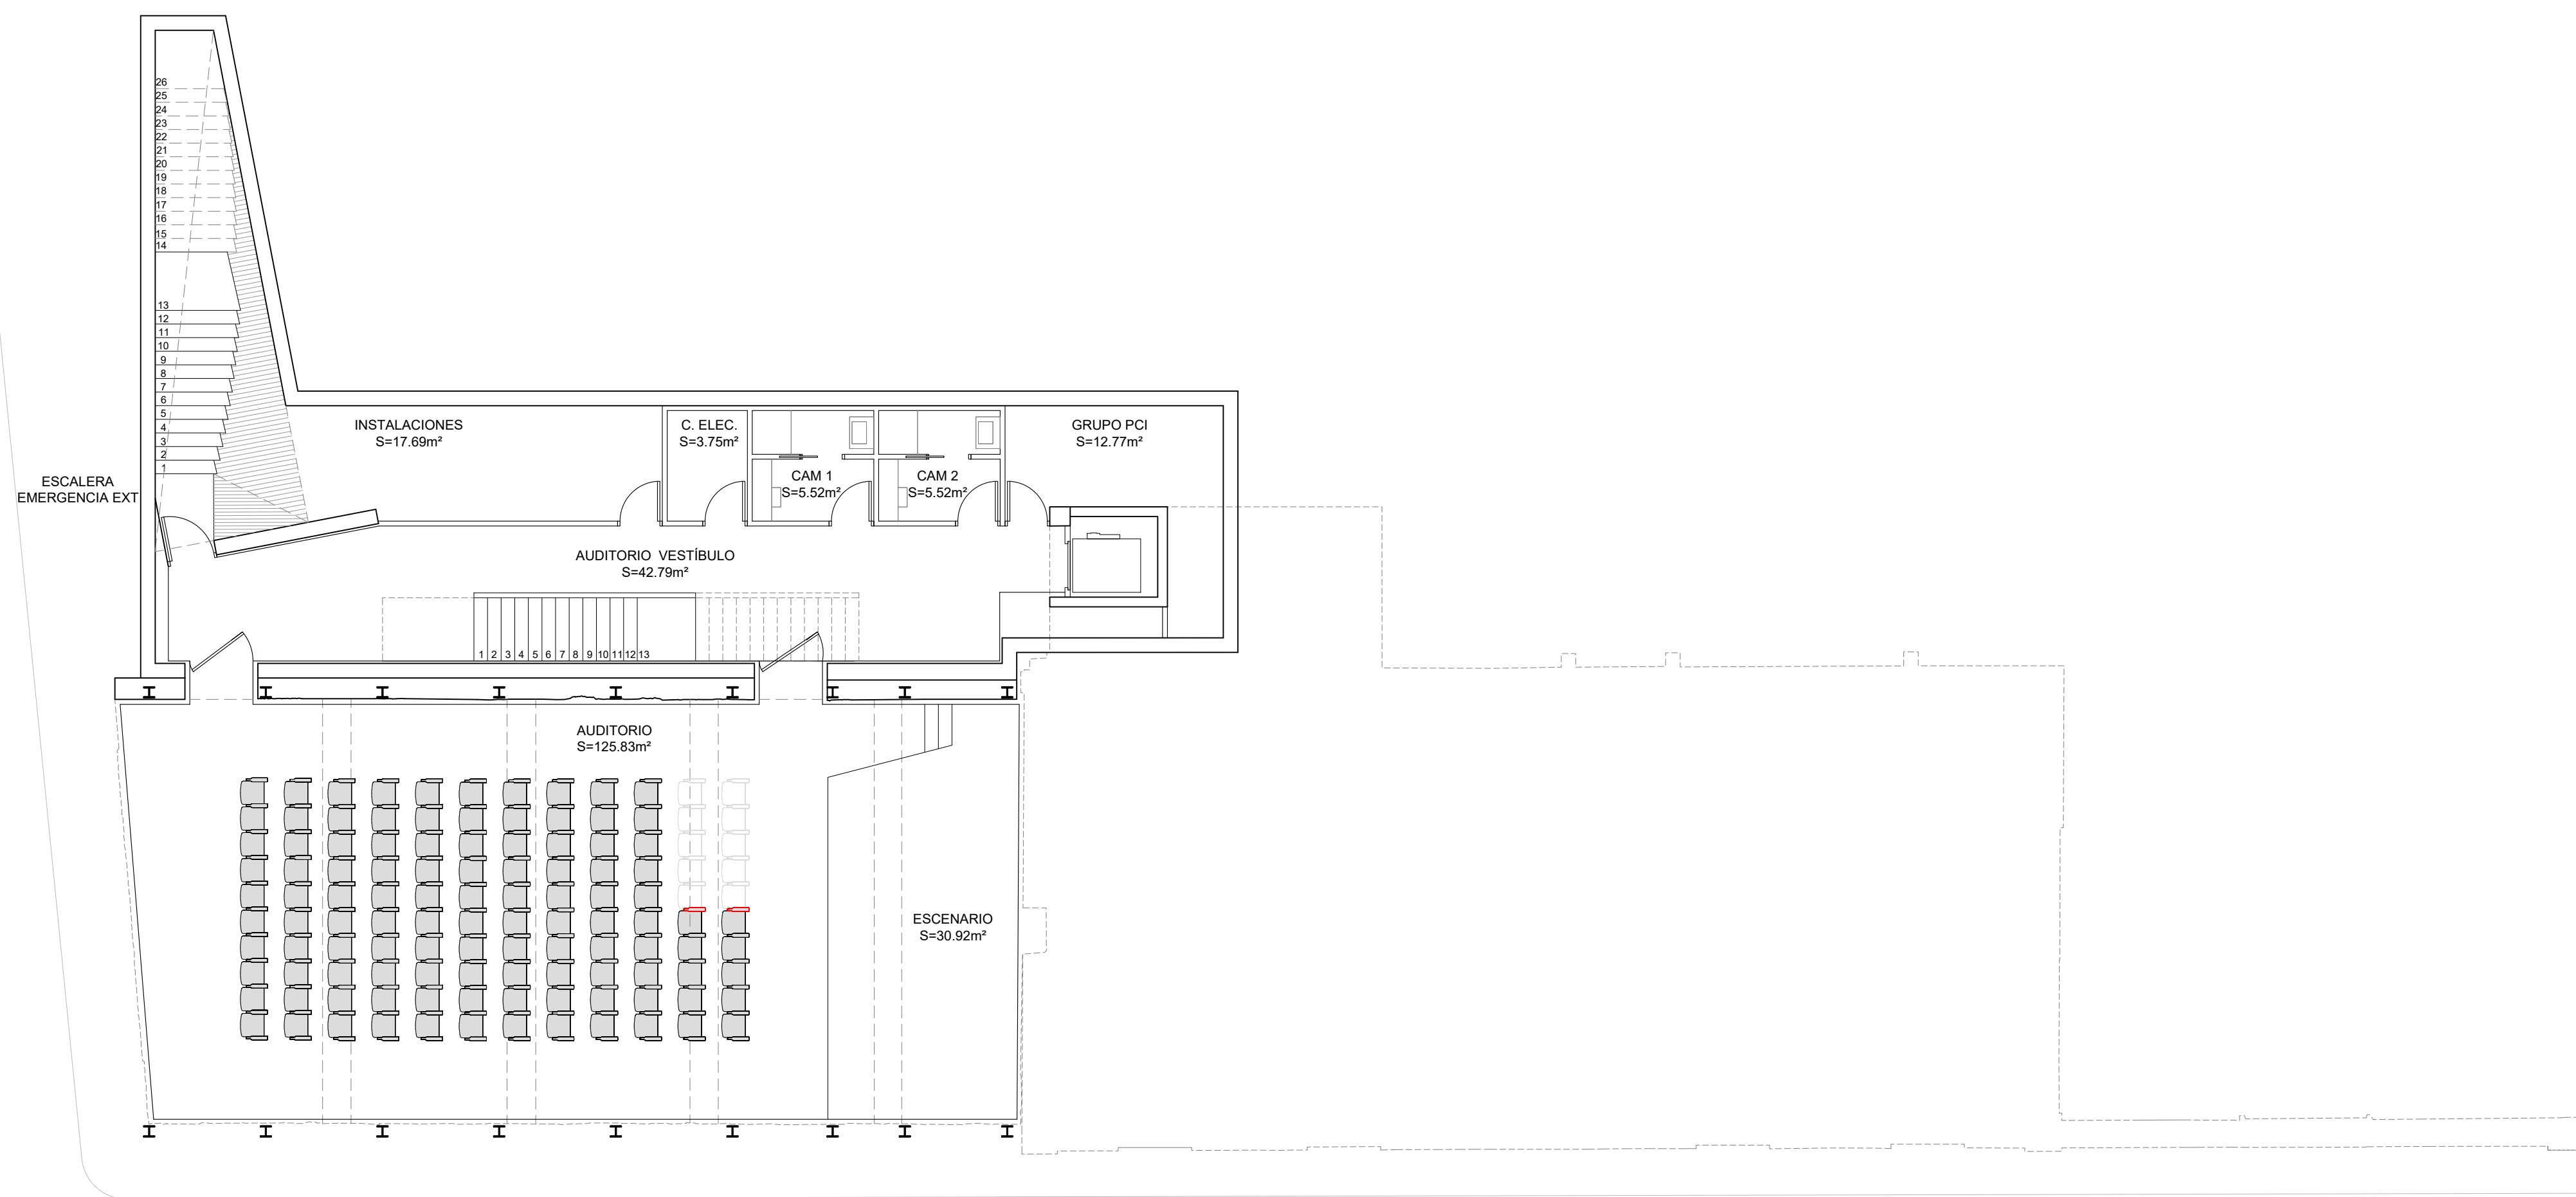 26
25
24
23
22
21
20
19
18
17
16
15
14
13
12
11
10
9
8
7
6
5
4
3
2
1
ESCALERA
EMERGENCIA EXT
INSTALACIONES
S=17.69m²
C. ELEC.
S=3.75m²
CAM 1
S=5.52m²
CAM 2
S=5.52m²
GRUPO PCI
S=12.77m²
AUDITORIO VESTÍBULO
S=42.79m²
1 2 3 4 5 6 7 8 9 10 11 12 13
AUDITORIO
S=125.83m²
ESCENARIO
S=30.92m²